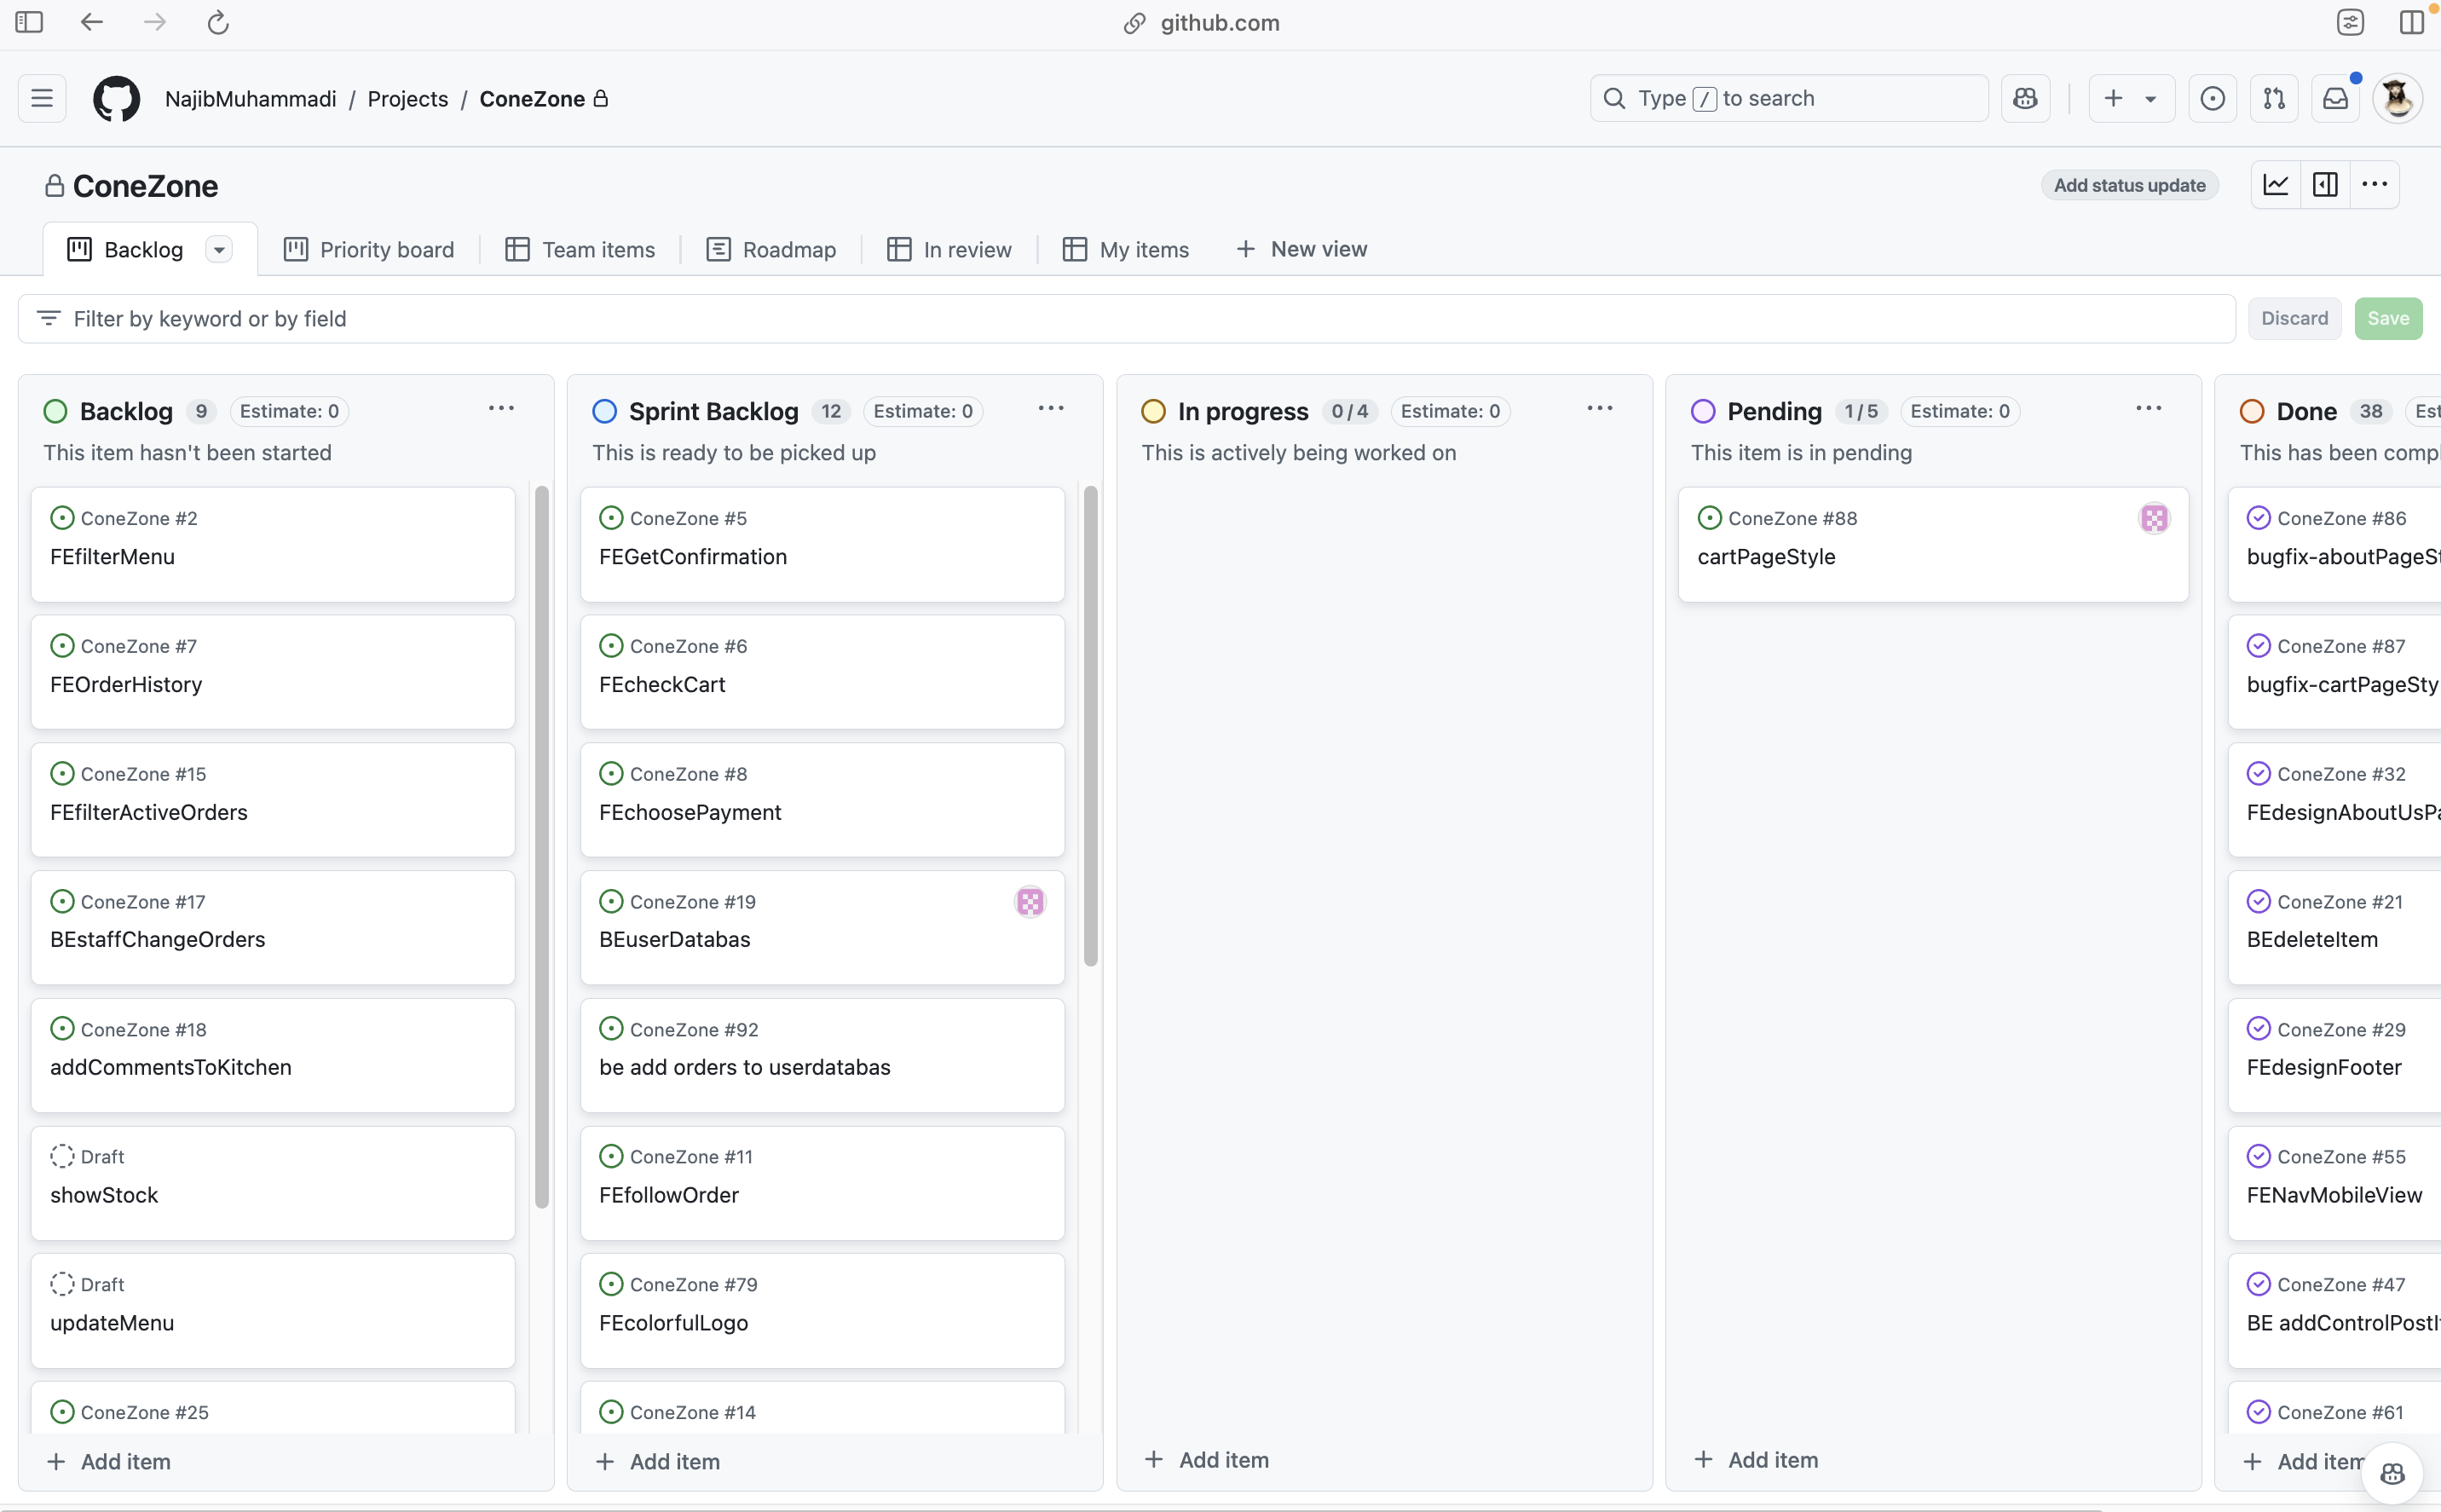 github.com
NajibMuhammadi / Projects / ConeZone
Type / to search
ConeZone
Add status update
Backlog
Priority board
Team items
Roadmap
In review
My items
New view
Filter by keyword or by field
Discard
Save
Backlog 9 Estimate: 0
This item hasn't been started
ConeZone #2
FEfilterMenu
ConeZone #7
FEOrderHistory
ConeZone #15
FEfilterActiveOrders
ConeZone #17
BEstaffChangeOrders
ConeZone #18
addCommentsToKitchen
Draft
showStock
Draft
updateMenu
ConeZone #25
Add item
Sprint Backlog 12 Estimate: 0
This is ready to be picked up
ConeZone #5
FEGetConfirmation
ConeZone #6
FEcheckCart
ConeZone #8
FEchoosePayment
ConeZone #19
BEuserDatabas
ConeZone #92
be add orders to userdatabas
ConeZone #11
FEfollowOrder
ConeZone #79
FEcolorfulLogo
ConeZone #14
Add item
In progress 0 / 4 Estimate: 0
This is actively being worked on
Add item
Pending 1 / 5 Estimate: 0
This item is in pending
ConeZone #88
cartPageStyle
Add item
Done 38 Est
This has been comp
ConeZone #86
bugfix-aboutPageSt
ConeZone #87
bugfix-cartPageSty
ConeZone #32
FEdesignAboutUsPa
ConeZone #21
BEdeleteItem
ConeZone #29
FEdesignFooter
ConeZone #55
FENavMobileView
ConeZone #47
BE addControlPostI
ConeZone #61
Add item